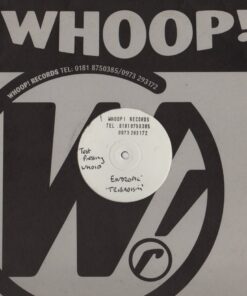 WHOOP!
WHOOP! RECORDS TEL: 0181 8750385/0973 293172
WHOOP! RECORDS
TEL : 0181 8750385
0973 293172
Test
Pressing
W!
r